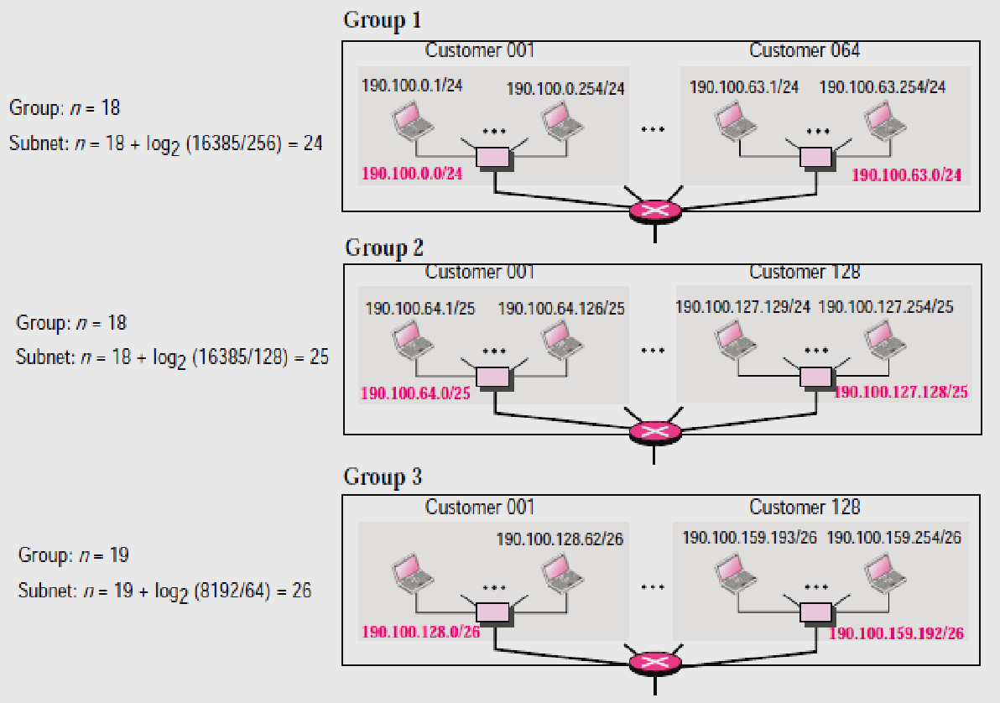 Group 1
Customer 001
Customer 064
190.100.0.1/24
190.100.0.254/24
...
190.100.63.1/24
190.100.63.254/24
Group: n = 18
Subnet: n = 18 + log2 (16385/256) = 24
...
...
190.100.0.0/24
190.100.63.0/24
Group 2
Customer 001
Customer 128
190.100.64.1/25
190.100.64.126/25
190.100.127.129/24
190.100.127.254/25
Group: n = 18
Subnet: n = 18 + log2 (16385/128) = 25
...
...
...
190.100.64.0/25
190.100.127.128/25
Group 3
Customer 001
Customer 128
190.100.128.62/26
190.100.159.193/26
190.100.159.254/26
Group: n = 19
Subnet: n = 19 + log2 (8192/64) = 26
...
...
...
190.100.128.0/26
190.100.159.192/26